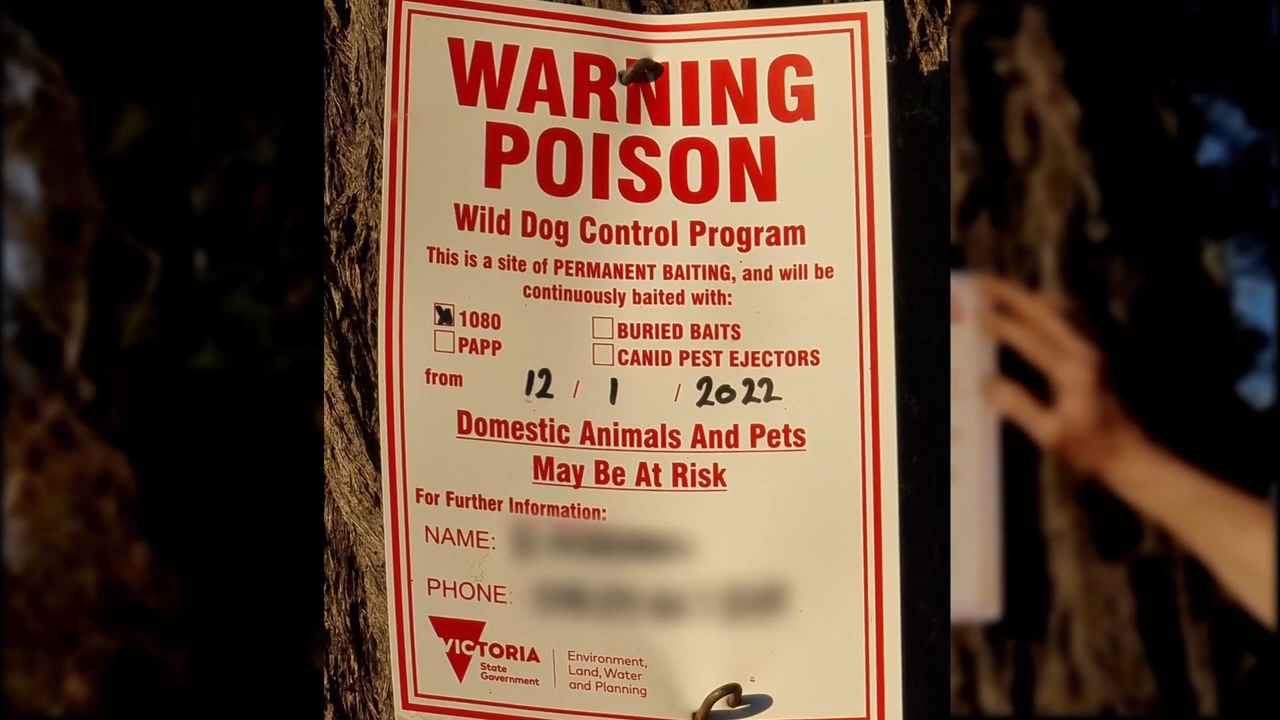 WARNING
POISON
Wild Dog Control Program
This is a site of PERMANENT BAITING, and will be
continuously baited with:
1080 BURIED BAITS
PAPP CANID PEST EJECTORS
from 12 / 1 / 2022
Domestic Animals And Pets
May Be At Risk
For Further Information:
NAME:
PHONE:
VICTORIA
State
Government
Environment,
Land, Water
and Planning